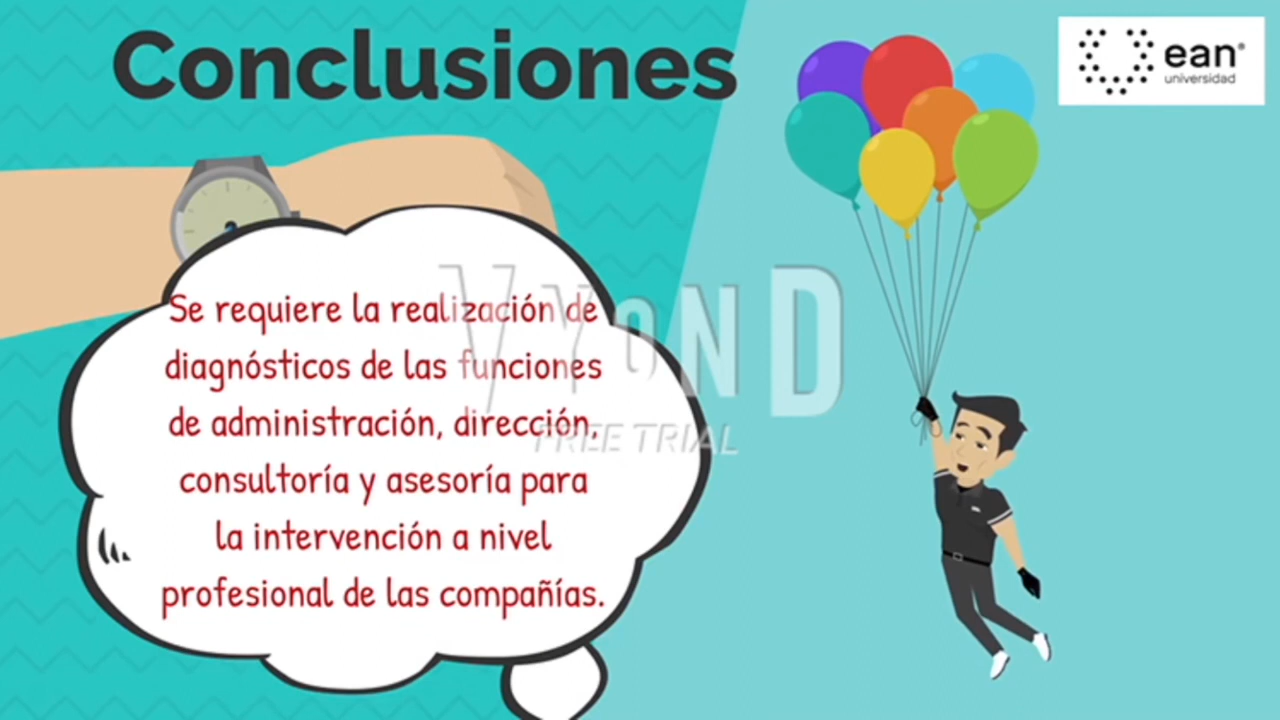 Conclusiones
ean®
universidad
Se requiere la realización de
diagnósticos de las funciones
de administración, dirección,
consultoría y asesoría para
la intervención a nivel
profesional de las compañías.
VYOND
FREE TRIAL